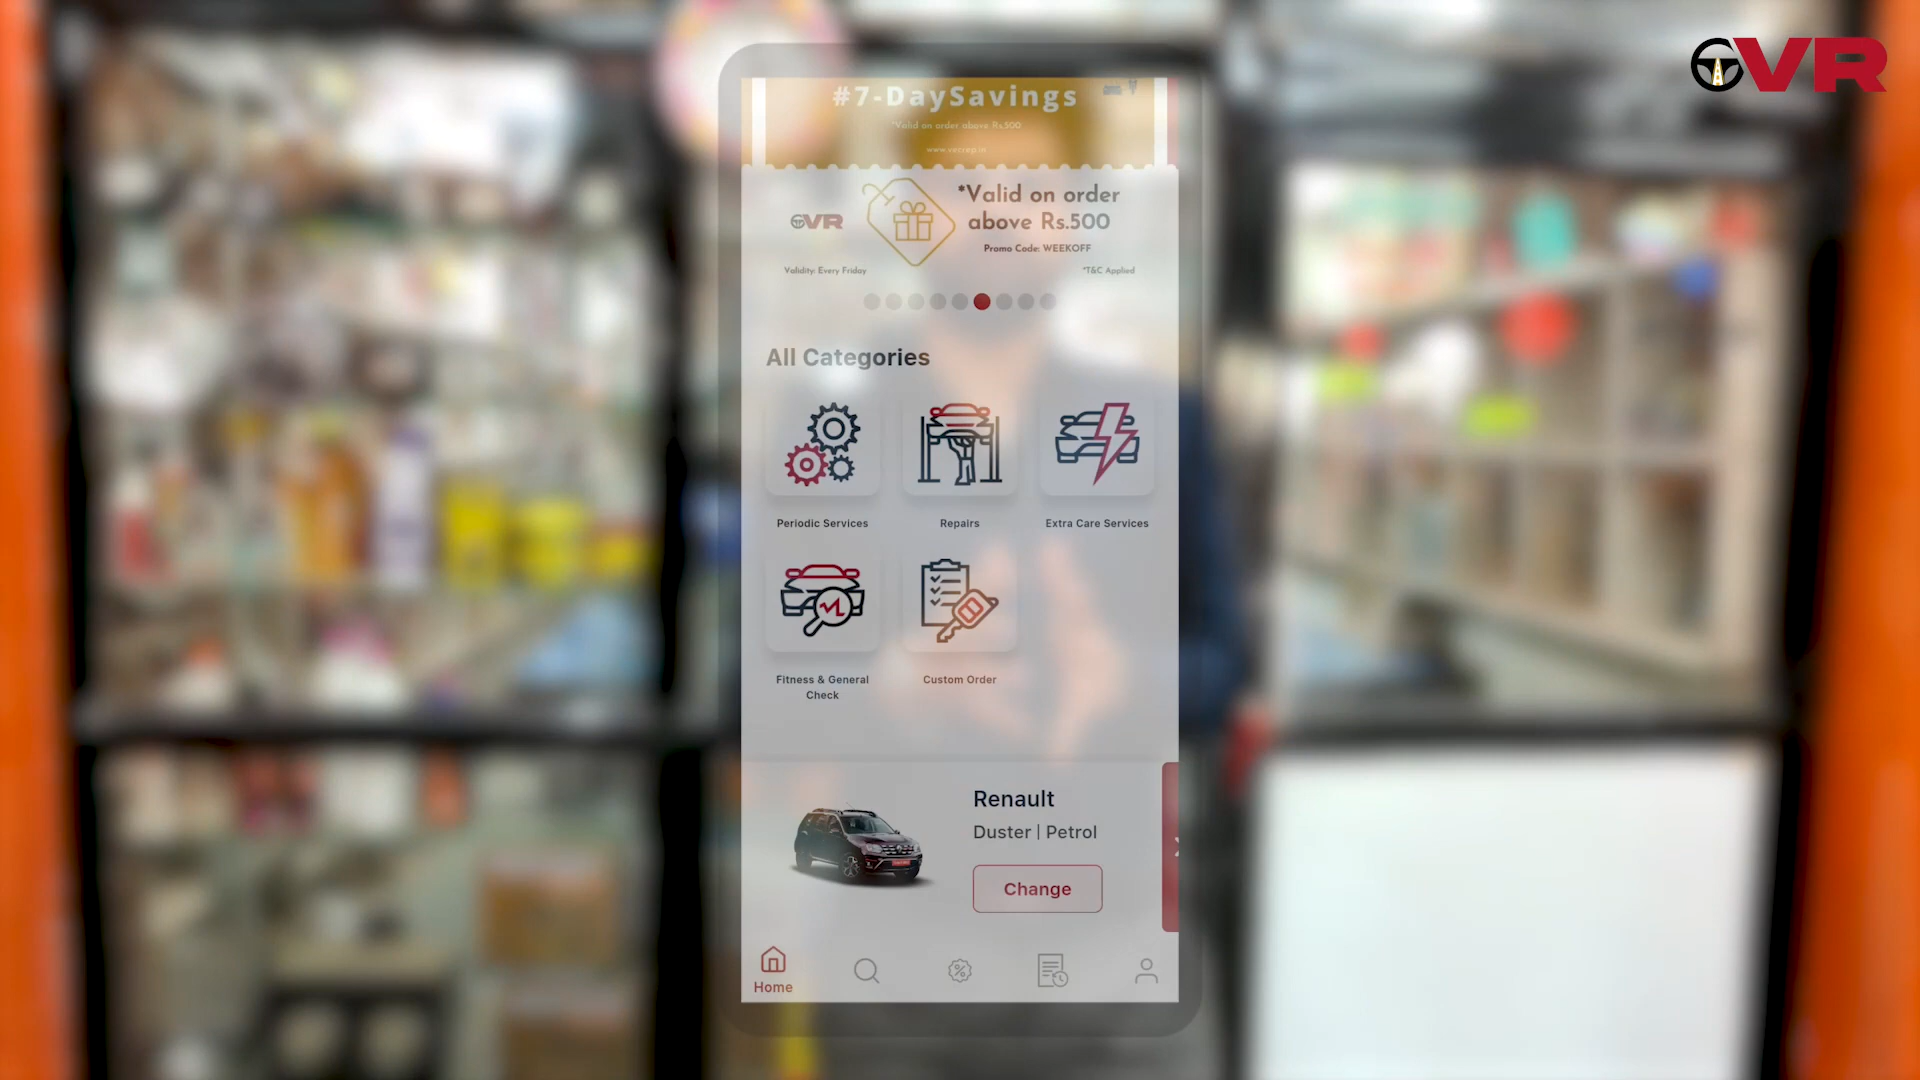 VR
#7-DaySavings
*Valid on order above Rs.500
*Valid on order
above Rs.500
VR
Promo Code: WEEKOFF
Validity: Every Friday
*T&C Applied
All Categories
Periodic Services
Repairs
Extra Care Services
Fitness & General
Check
Custom Order
Renault
Duster | Petrol
Change
Home